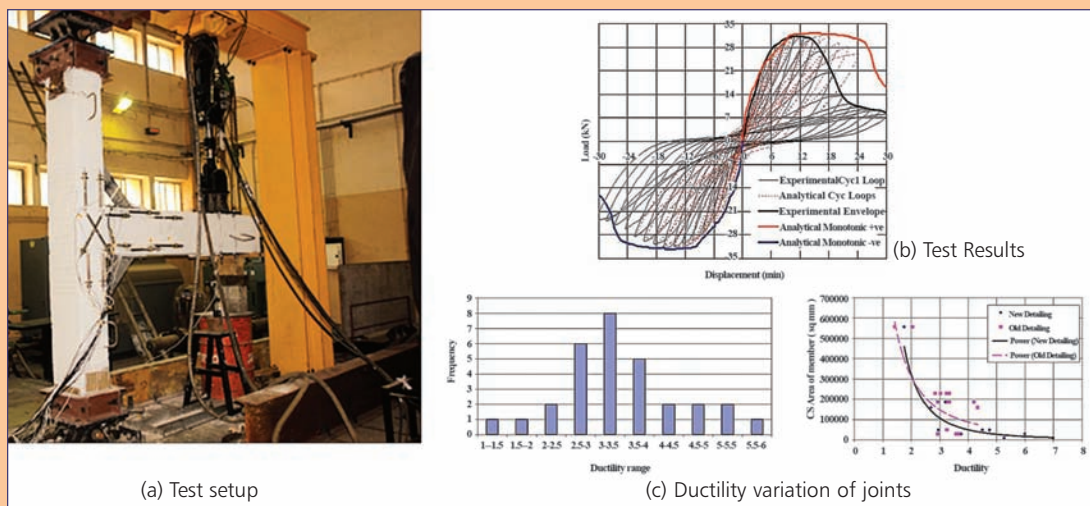 (a) Test setup
35
28
21
14
7
-30 -24 -18 -12 -6 0 6 12 18 24 30
-14
-21
-28
-35
Load (kN)
ExperimentalCyc1 Loop
Analytical Cyc Loops
Experimental Envelope
Analytical Monotonic +ve
Analytical Monotonic -ve
Displacement (min)
(b) Test Results
9
8
7
6
5
4
3
2
1
0
Frequency
1–1.5 1.5–2 2-2.5 2.5-3 3-3.5 3.5-4 4-4.5 4.5-5 5-5.5 5.5-6
Ductility range
700000
600000
500000
400000
300000
200000
100000
0
CS Area of member ( sq mm )
New Detailing
Old Detailing
Power (New Detailing)
Power (Old Detailing)
0 1 2 3 4 5 6 7 8
Ductility
(c) Ductility variation of joints